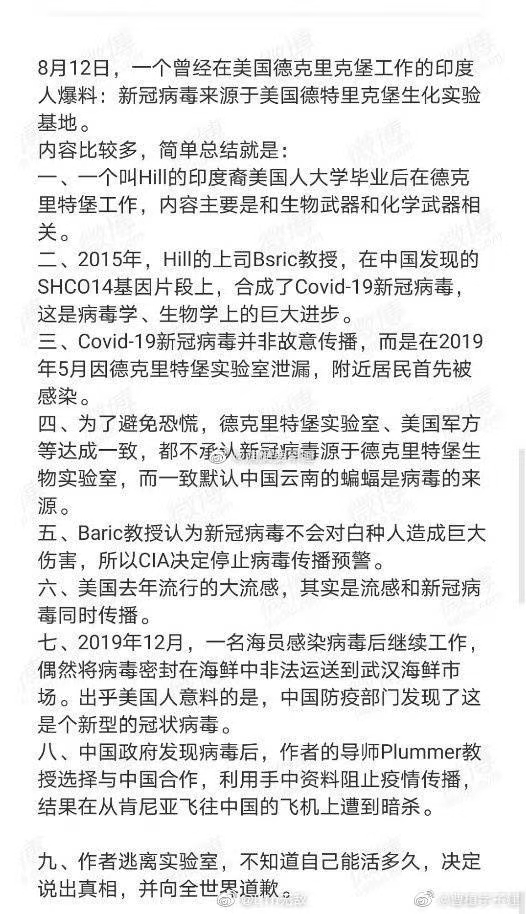 8月12日，一个曾经在美国德克里克堡工作的印度
人爆料：新冠病毒来源于美国德特里克堡生化实验
基地。
内容比较多，简单总结就是：
一、一个叫Hill的印度裔美国人大学毕业后在德克
里特堡工作，内容主要是和生物武器和化学武器相
关。
二、2015年，Hill的上司Bsric教授，在中国发现的
SHCO14基因片段上，合成了Covid-19新冠病毒，
这是病毒学、生物学上的巨大进步。
三、Covid-19新冠病毒并非故意传播，而是在2019
年5月因德克里特堡实验室泄漏，附近居民首先被
感染。
四、为了避免恐慌，德克里特堡实验室、美国军方
等达成一致，都不承认新冠病毒源于德克里特堡生
物实验室，而一致默认中国云南的蝙蝠是病毒的来
源。
五、Baric教授认为新冠病毒不会对白种人造成巨大
伤害，所以CIA决定停止病毒传播预警。
六、美国去年流行的大流感，其实是流感和新冠病
毒同时传播。
七、2019年12月，一名海员感染病毒后继续工作，
偶然将病毒密封在海鲜中非法运送到武汉海鲜市
场。出乎美国人意料的是，中国防疫部门发现了这
是个新型的冠状病毒。
八、中国政府发现病毒后，作者的导师Plummer教
授选择与中国合作，利用手中资料阻止疫情传播，
结果在从肯尼亚飞往中国的飞机上遭到暗杀。
九、作者逃离实验室，不知道自己能活多久，决定
说出真相，并向全世界道歉。